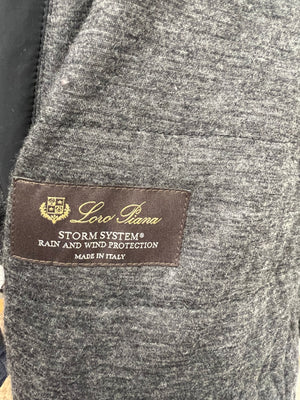 Loro Piana
STORM SYSTEM®
RAIN AND WIND PROTECTION
MADE IN ITALY